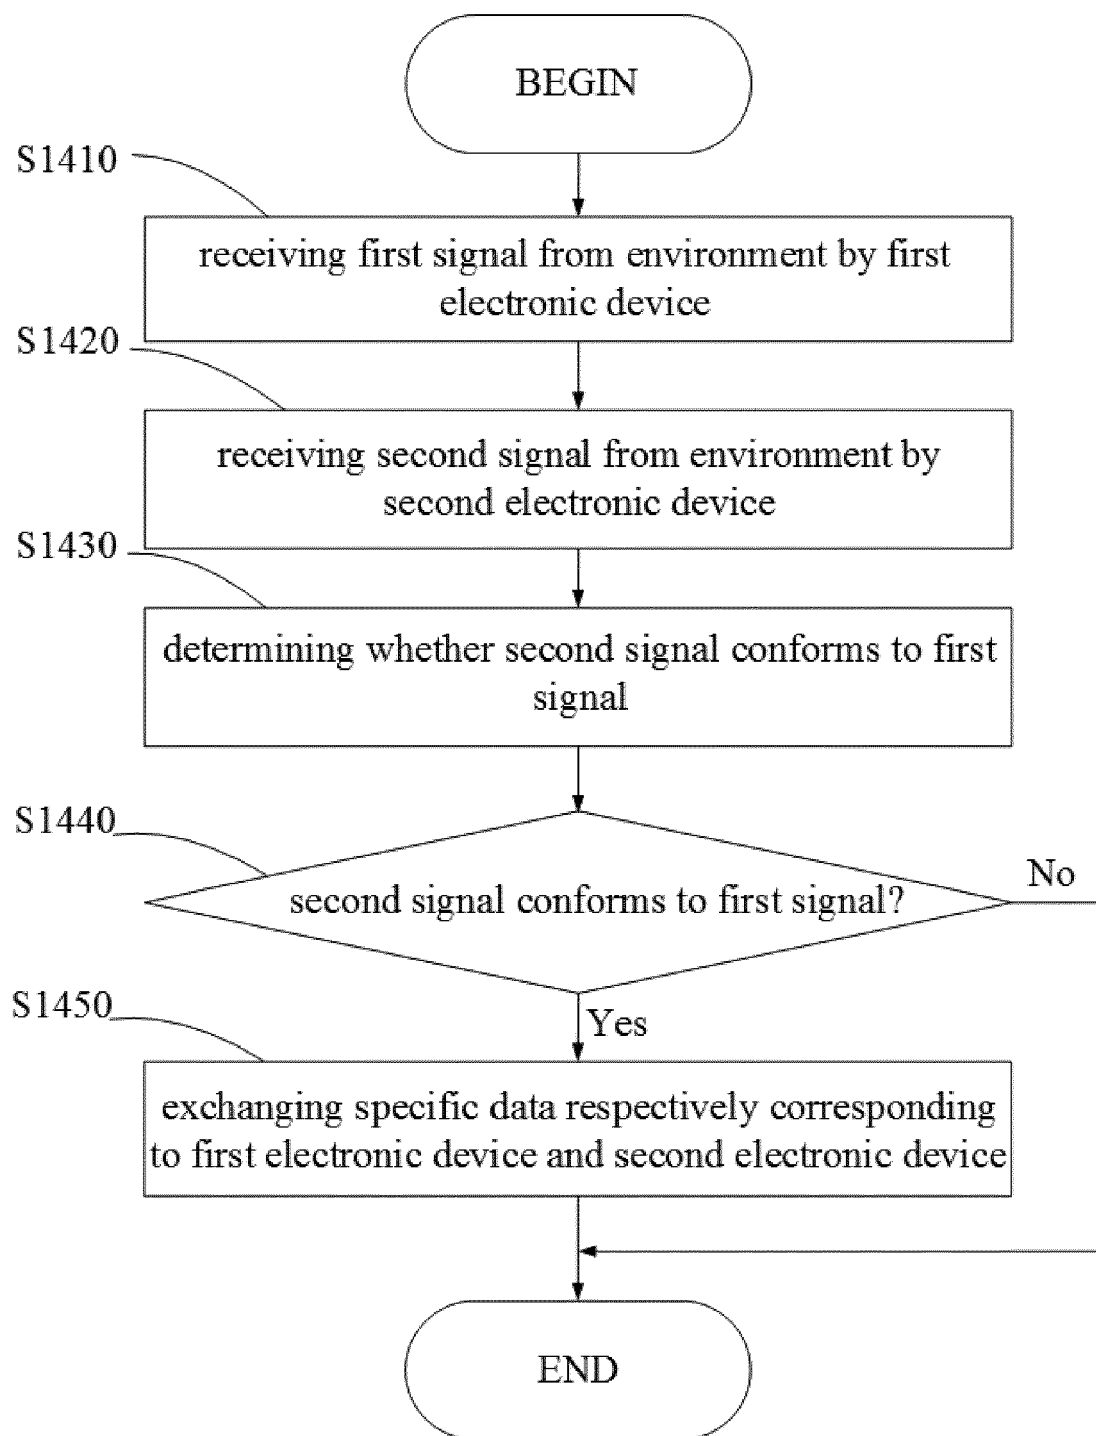 BEGIN
S1410
receiving first signal from environment by first
electronic device
S1420
receiving second signal from environment by
second electronic device
S1430
determining whether second signal conforms to first
signal
S1440
second signal conforms to first signal?
No
Yes
S1450
exchanging specific data respectively corresponding
to first electronic device and second electronic device
END